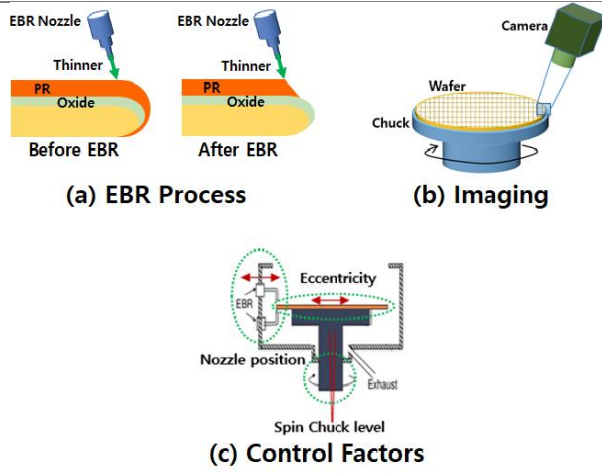 EBR Nozzle
Thinner
PR
Oxide
Before EBR
EBR Nozzle
Thinner
PR
Oxide
After EBR
(a) EBR Process
Camera
Wafer
Chuck
(b) Imaging
Eccentricity
EBR
Nozzle position
Exhaust
Spin Chuck level
(c) Control Factors